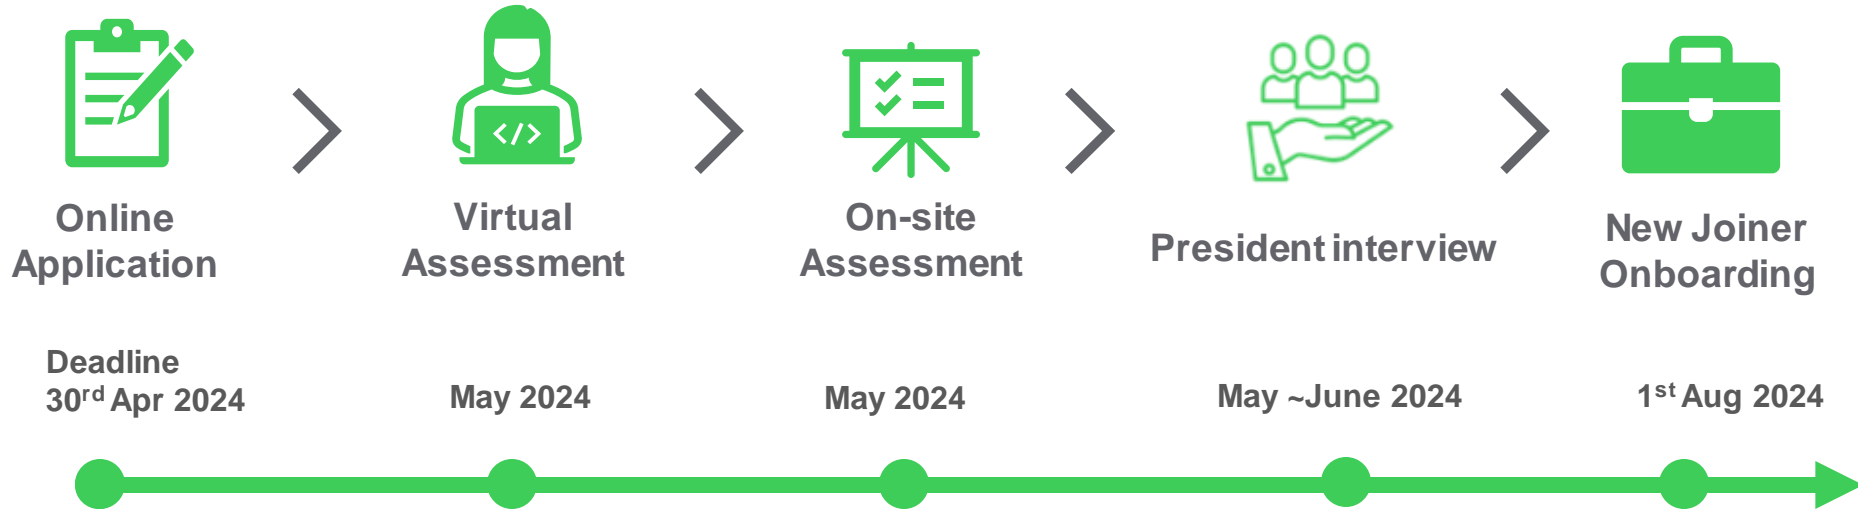 Online
Application
Virtual
Assessment
On-site
Assessment
President interview
New Joiner
Onboarding
Deadline
30rd Apr 2024
May 2024
May 2024
May ~June 2024
1st Aug 2024